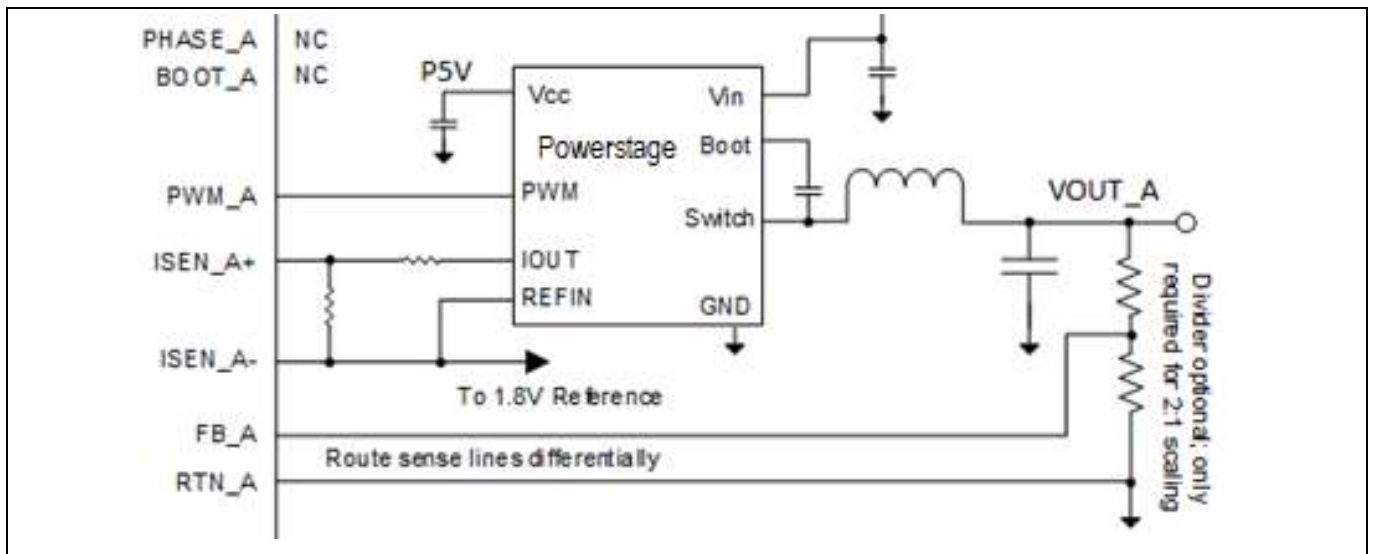 PHASE_A NC
BOOT_A NC
P5V
Vcc
Vin
Powerstage
Boot
PWM_A
PWM
Switch
VOUT_A
ISEN_A+
IOUT
REFIN
GND
ISEN_A-
To 1.8V Reference
FB_A
Route sense lines differentially
RTN_A
Divider optional; only
required for 2:1 scaling